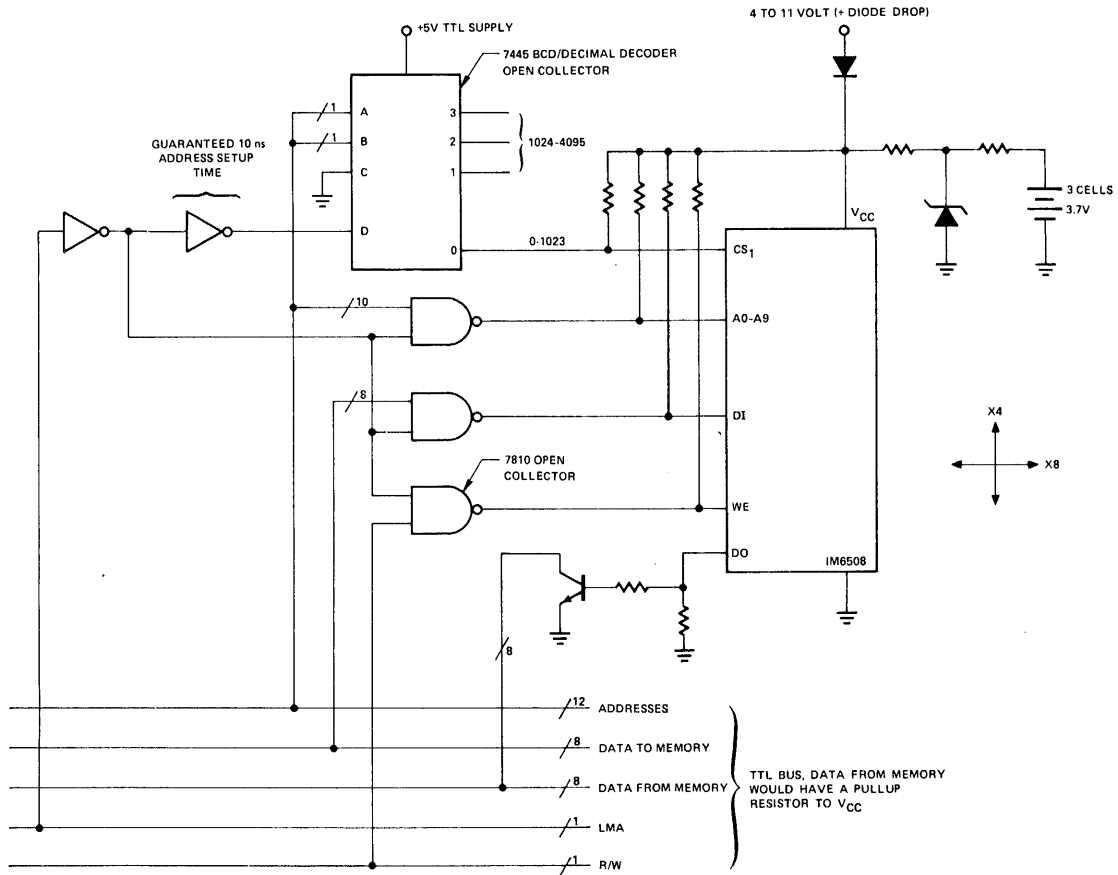 4 TO 11 VOLT (+ DIODE DROP)
+5V TTL SUPPLY
7445 BCD/DECIMAL DECODER
OPEN COLLECTOR
1
A
3
1
B
2
1024-4095
C
1
GUARANTEED 10 ns
ADDRESS SETUP
TIME
D
0
0-1023
3 CELLS
3.7V
VCC
CS1
10
A0-A9
8
DI
7810 OPEN
COLLECTOR
WE
DO
IM6508
X4
X8
8
12 ADDRESSES
8 DATA TO MEMORY
8 DATA FROM MEMORY
1 LMA
1 R/W
TTL BUS, DATA FROM MEMORY
WOULD HAVE A PULLUP
RESISTOR TO VCC